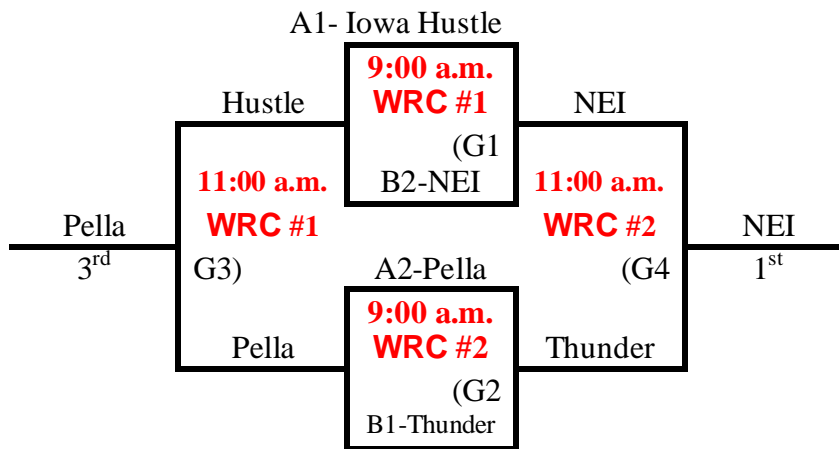 A1- Iowa Hustle
9:00 a.m.
WRC #1
Hustle
NEI
(G1
B2-NEI
11:00 a.m.
WRC #1
G3)
11:00 a.m.
WRC #2
(G4
Pella
3rd
NEI
1st
A2-Pella
9:00 a.m.
WRC #2
Pella
Thunder
(G2
B1-Thunder